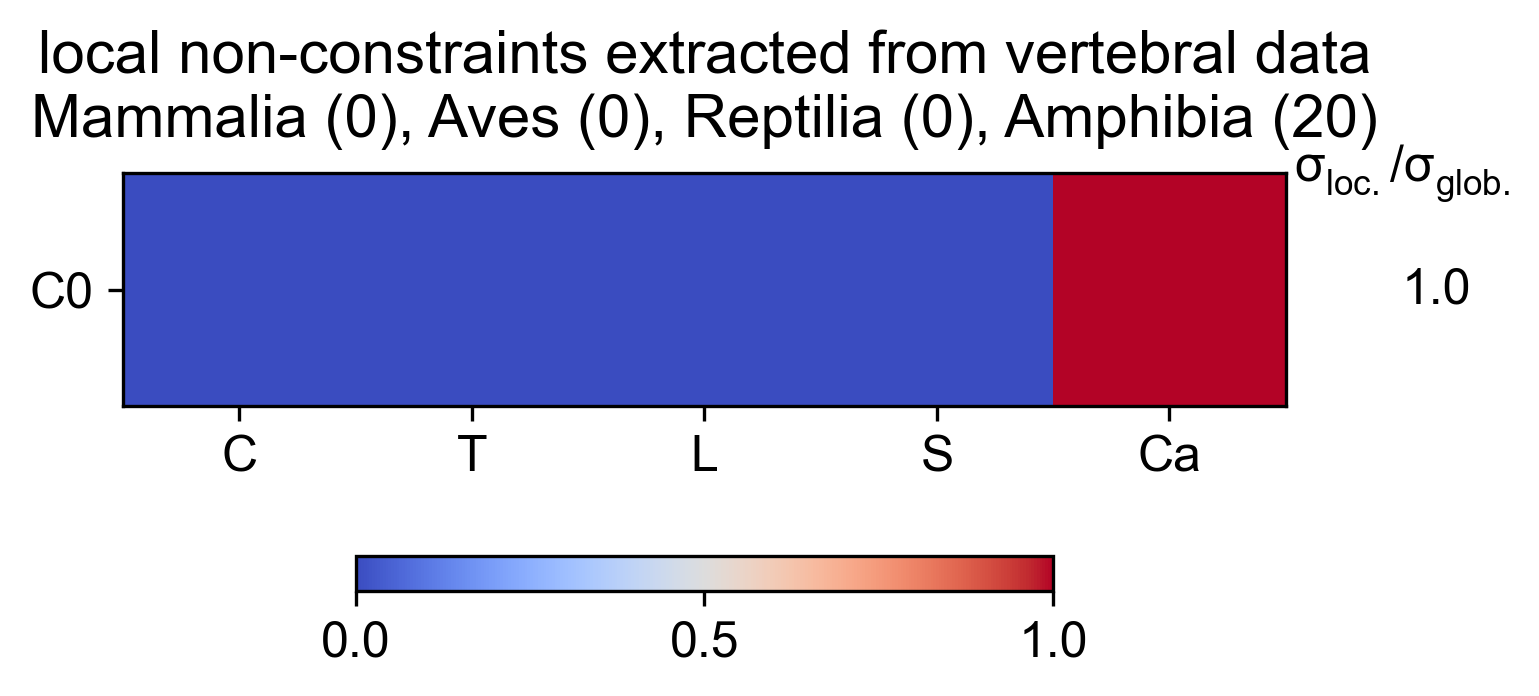 local non-constraints extracted from vertebral data
Mammalia (0), Aves (0), Reptilia (0), Amphibia (20)
σloc. /σglob.
C0 1.0
C T L S Ca
0.0 0.5 1.0